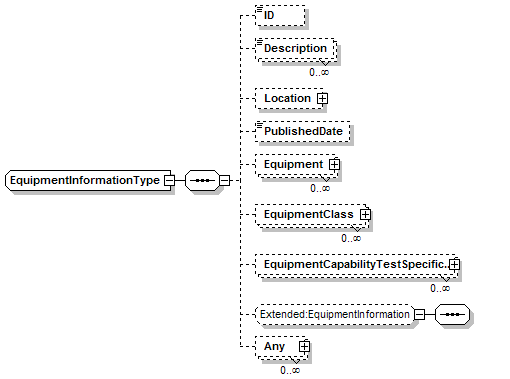 ID
Description
0..∞
Location
PublishedDate
EquipmentInformationType
Equipment
0..∞
EquipmentClass
0..∞
EquipmentCapabilityTestSpecific...
0..∞
Extended:EquipmentInformation
Any
0..∞